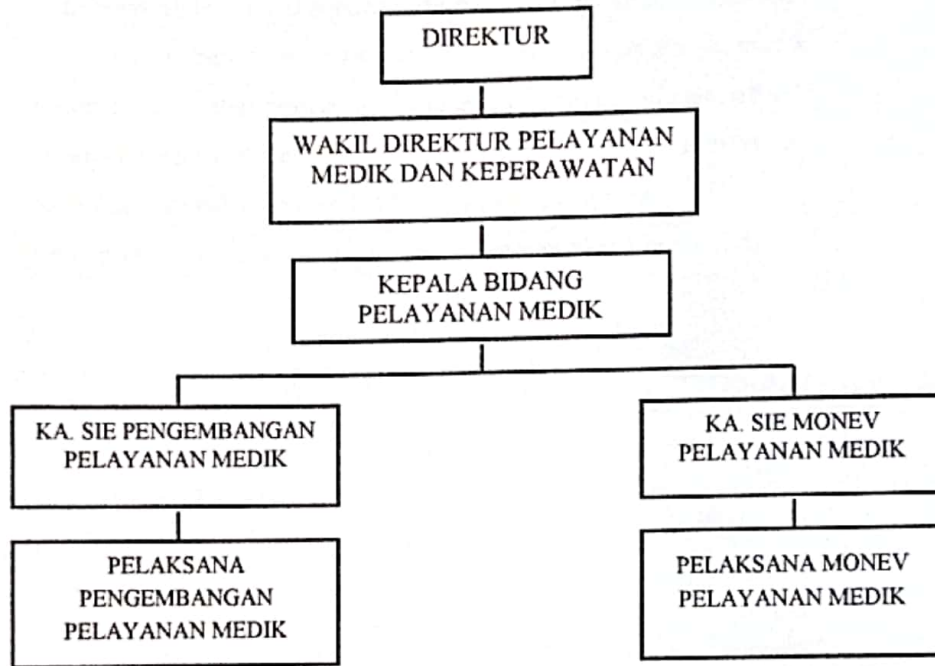 DIREKTUR
WAKIL DIREKTUR PELAYANAN
MEDIK DAN KEPERAWATAN
KEPALA BIDANG
PELAYANAN MEDIK
KA. SIE PENGEMBANGAN
PELAYANAN MEDIK
KA. SIE MONEV
PELAYANAN MEDIK
PELAKSANA
PENGEMBANGAN
PELAYANAN MEDIK
PELAKSANA MONEV
PELAYANAN MEDIK